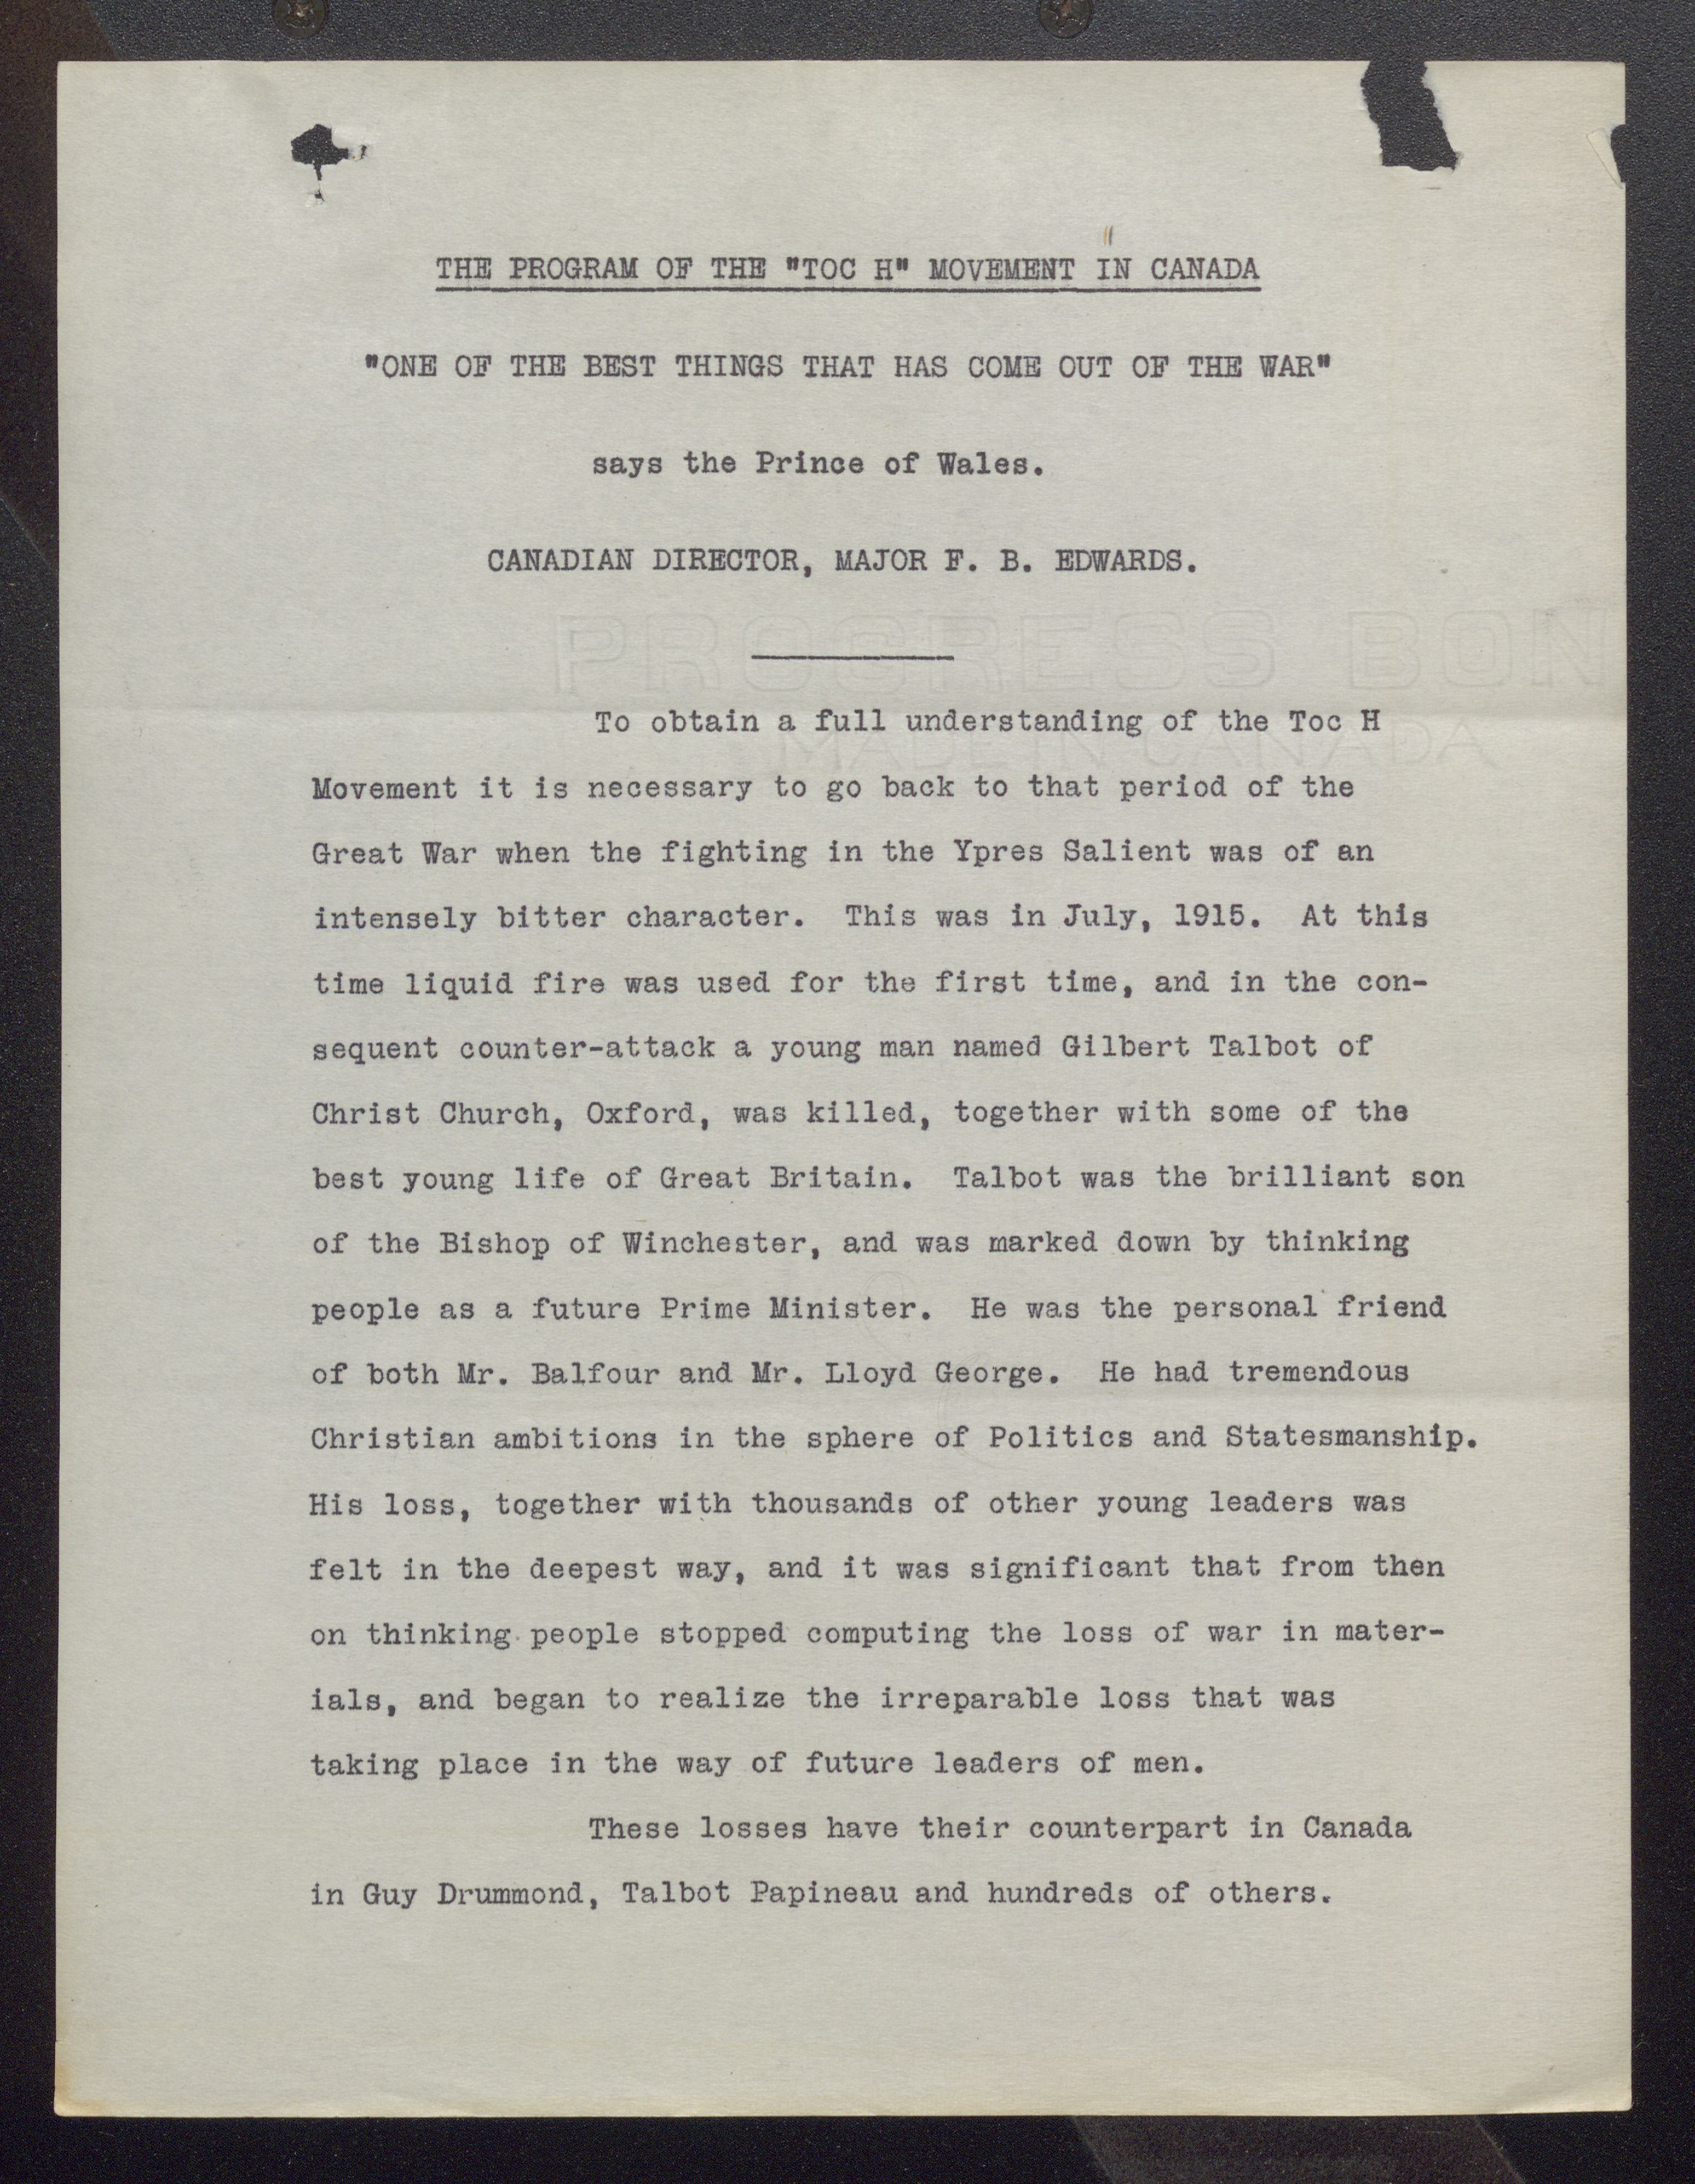 THE PROGRAM OF THE "TOC H" MOVEMENT IN CANADA
"ONE OF THE BEST THINGS THAT HAS COME OUT OF THE WAR"
says the Prince of Wales.
CANADIAN DIRECTOR, MAJOR F. B. EDWARDS.
PROGRESS BON
MADE IN CANADA
To obtain a full understanding of the Toc H
Movement it is necessary to go back to that period of the
Great War when the fighting in the Ypres Salient was of an
intensely bitter character. This was in July, 1915. At this
time liquid fire was used for the first time, and in the con-
sequent counter-attack a young man named Gilbert Talbot of
Christ Church, Oxford, was killed, together with some of the
best young life of Great Britain. Talbot was the brilliant son
of the Bishop of Winchester, and was marked down by thinking
people as a future Prime Minister. He was the personal friend
of both Mr. Balfour and Mr. Lloyd George. He had tremendous
Christian ambitions in the sphere of Politics and Statesmanship.
His loss, together with thousands of other young leaders was
felt in the deepest way, and it was significant that from then
on thinking people stopped computing the loss of war in mater-
ials, and began to realize the irreparable loss that was
taking place in the way of future leaders of men.
These losses have their counterpart in Canada
in Guy Drummond, Talbot Papineau and hundreds of others.